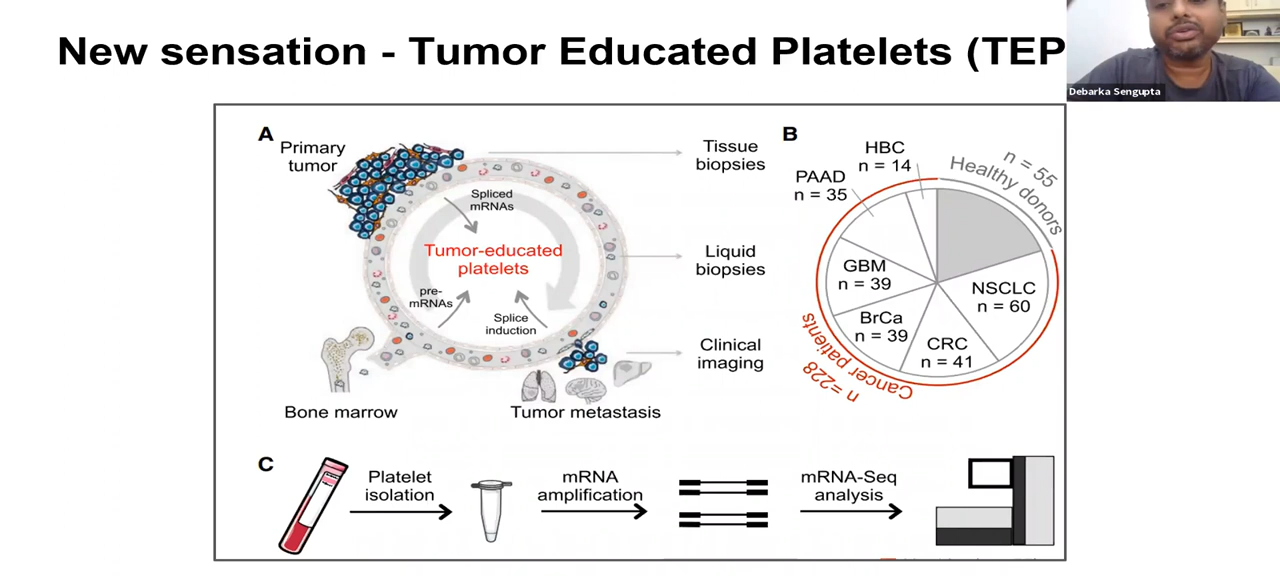 New sensation - Tumor Educated Platelets (TEP
Debarka Sengupta
A
Primary
tumor
Spliced
mRNAs
Tumor-educated
platelets
pre-
mRNAs
Splice
induction
Bone marrow
Tumor metastasis
Tissue
biopsies
Liquid
biopsies
Clinical
imaging
B
HBC
n = 14
PAAD
n = 35
n = 55
Healthy donors
GBM
n = 39
NSCLC
n = 60
BrCa
n = 39
CRC
n = 41
Cancer patients
n =228
C
Platelet
isolation
mRNA
amplification
mRNA-Seq
analysis